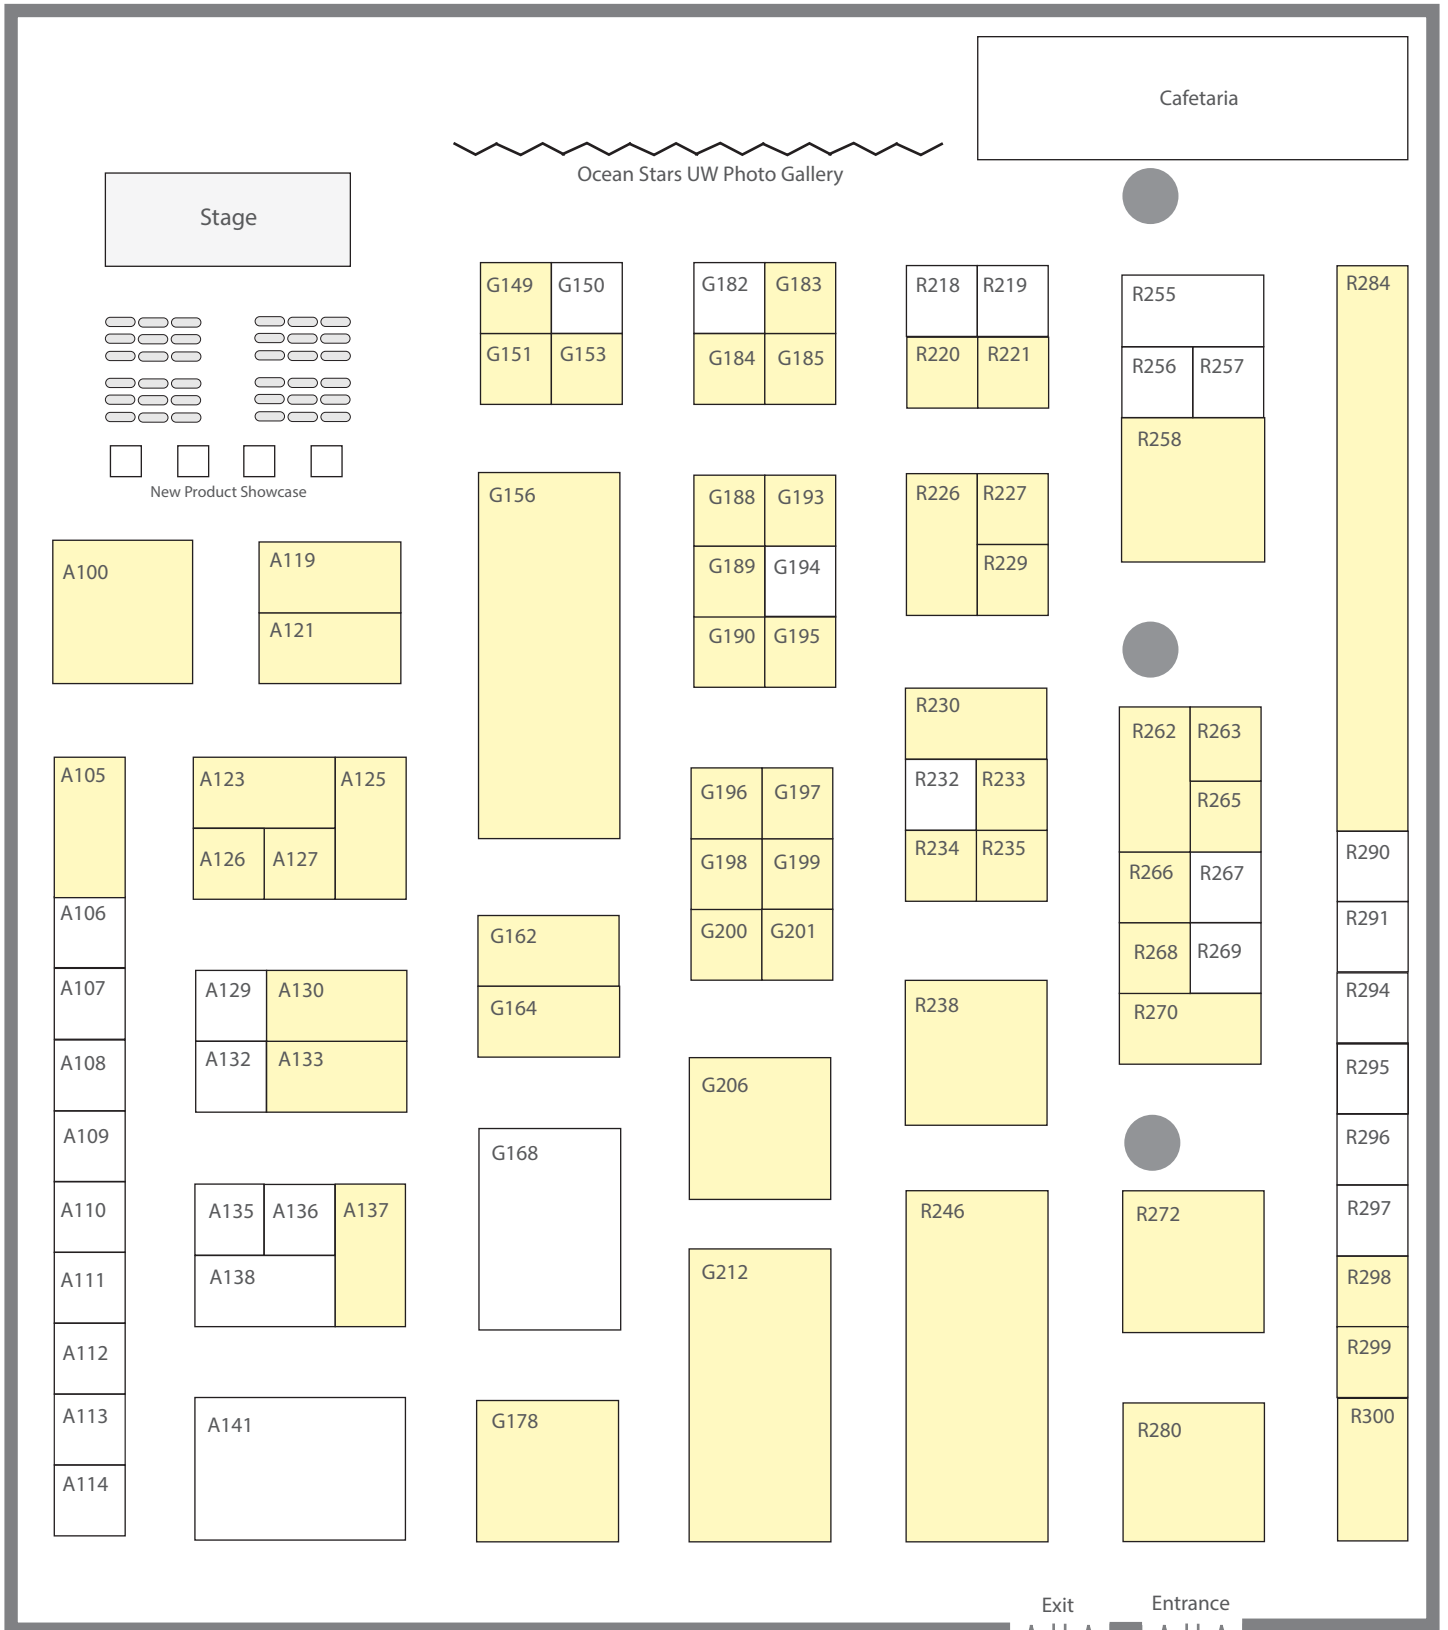 Cafetaria
Ocean Stars UW Photo Gallery
Stage
New Product Showcase
G149 G150
G151 G153
G182 G183
G184 G185
R218 R219
R220 R221
R255
R256 R257
R258
R284
G156
G188 G193
G189 G194
G190 G195
R226 R227
R229
A100
A119
A121
R230
R232 R233
R234 R235
R262 R263
R265
R266 R267
R268 R269
R270
A105
A106
A107
A108
A109
A110
A111
A112
A113
A114
A123 A125
A126 A127
A129 A130
A132 A133
A135 A136 A137
A138
A141
G162
G164
G168
G178
G196 G197
G198 G199
G200 G201
G206
G212
R238
R246
R272
R280
R290
R291
R294
R295
R296
R297
R298
R299
R300
Exit
Entrance